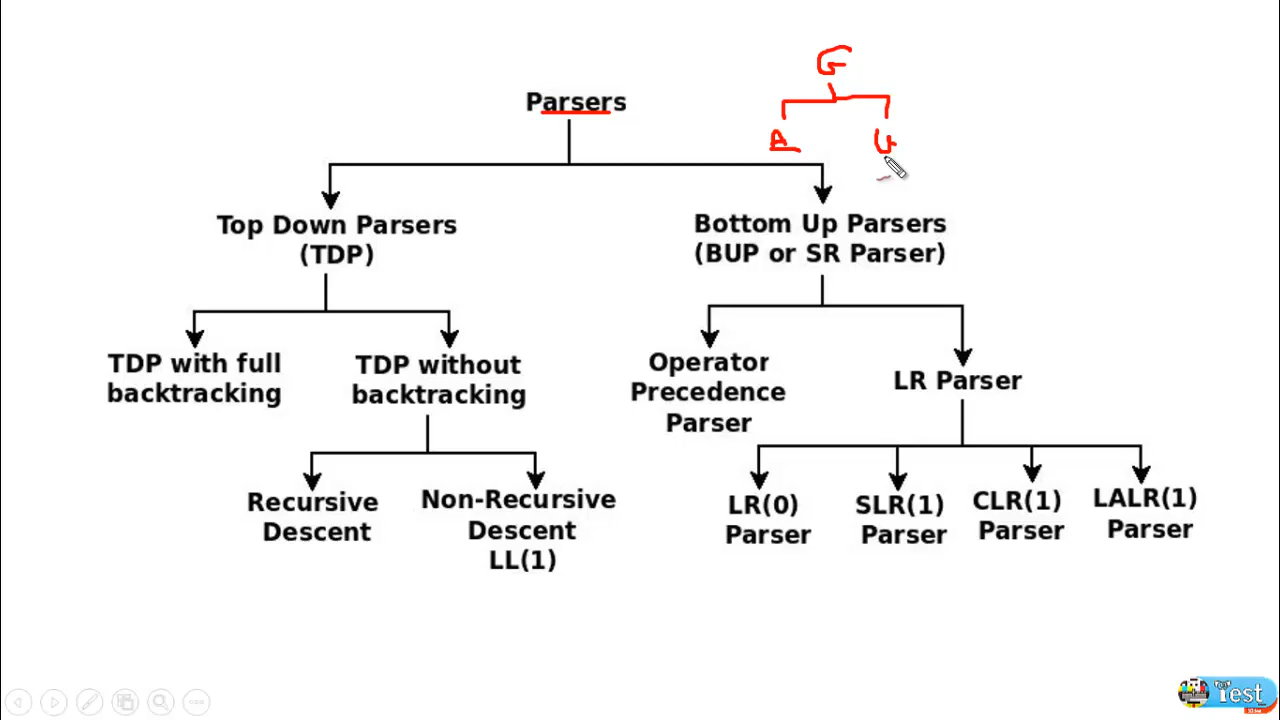 G
Parsers
A
Top Down Parsers
(TDP)
Bottom Up Parsers
(BUP or SR Parser)
TDP with full
backtracking
TDP without
backtracking
Operator
Precedence
Parser
LR Parser
Recursive
Descent
Non-Recursive
Descent
LL(1)
LR(0)
Parser
SLR(1)
Parser
CLR(1)
Parser
LALR(1)
Parser
Test